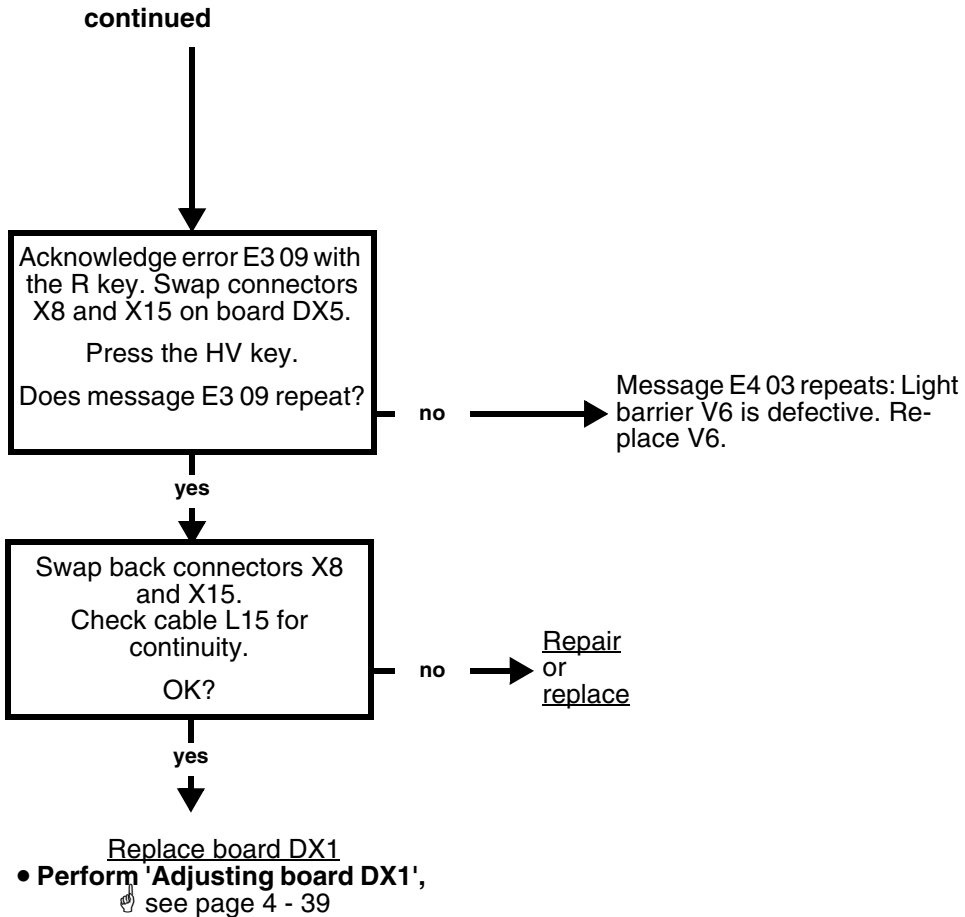 continued
Acknowledge error E3 09 with
the R key. Swap connectors
X8 and X15 on board DX5.
Press the HV key.
Does message E3 09 repeat?
no
Message E4 03 repeats: Light
barrier V6 is defective. Re-
place V6.
yes
Swap back connectors X8
and X15.
Check cable L15 for
continuity.
OK?
no
Repair
or
replace
yes
Replace board DX1
• Perform 'Adjusting board DX1',
☝ see page 4 - 39